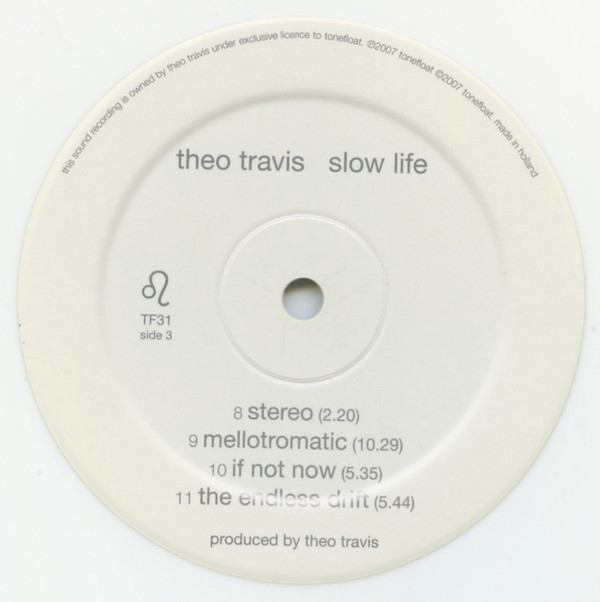 this sound recording is owned by theo travis under exclusive licence to tonefloat. ℗2007 tonefloat ©2007 tonefloat. made in holland
theo travis slow life
TF31
side 3
8 stereo (2.20)
9 mellotromatic (10.29)
10 if not now (5.35)
11 the endless drift (5.44)
produced by theo travis